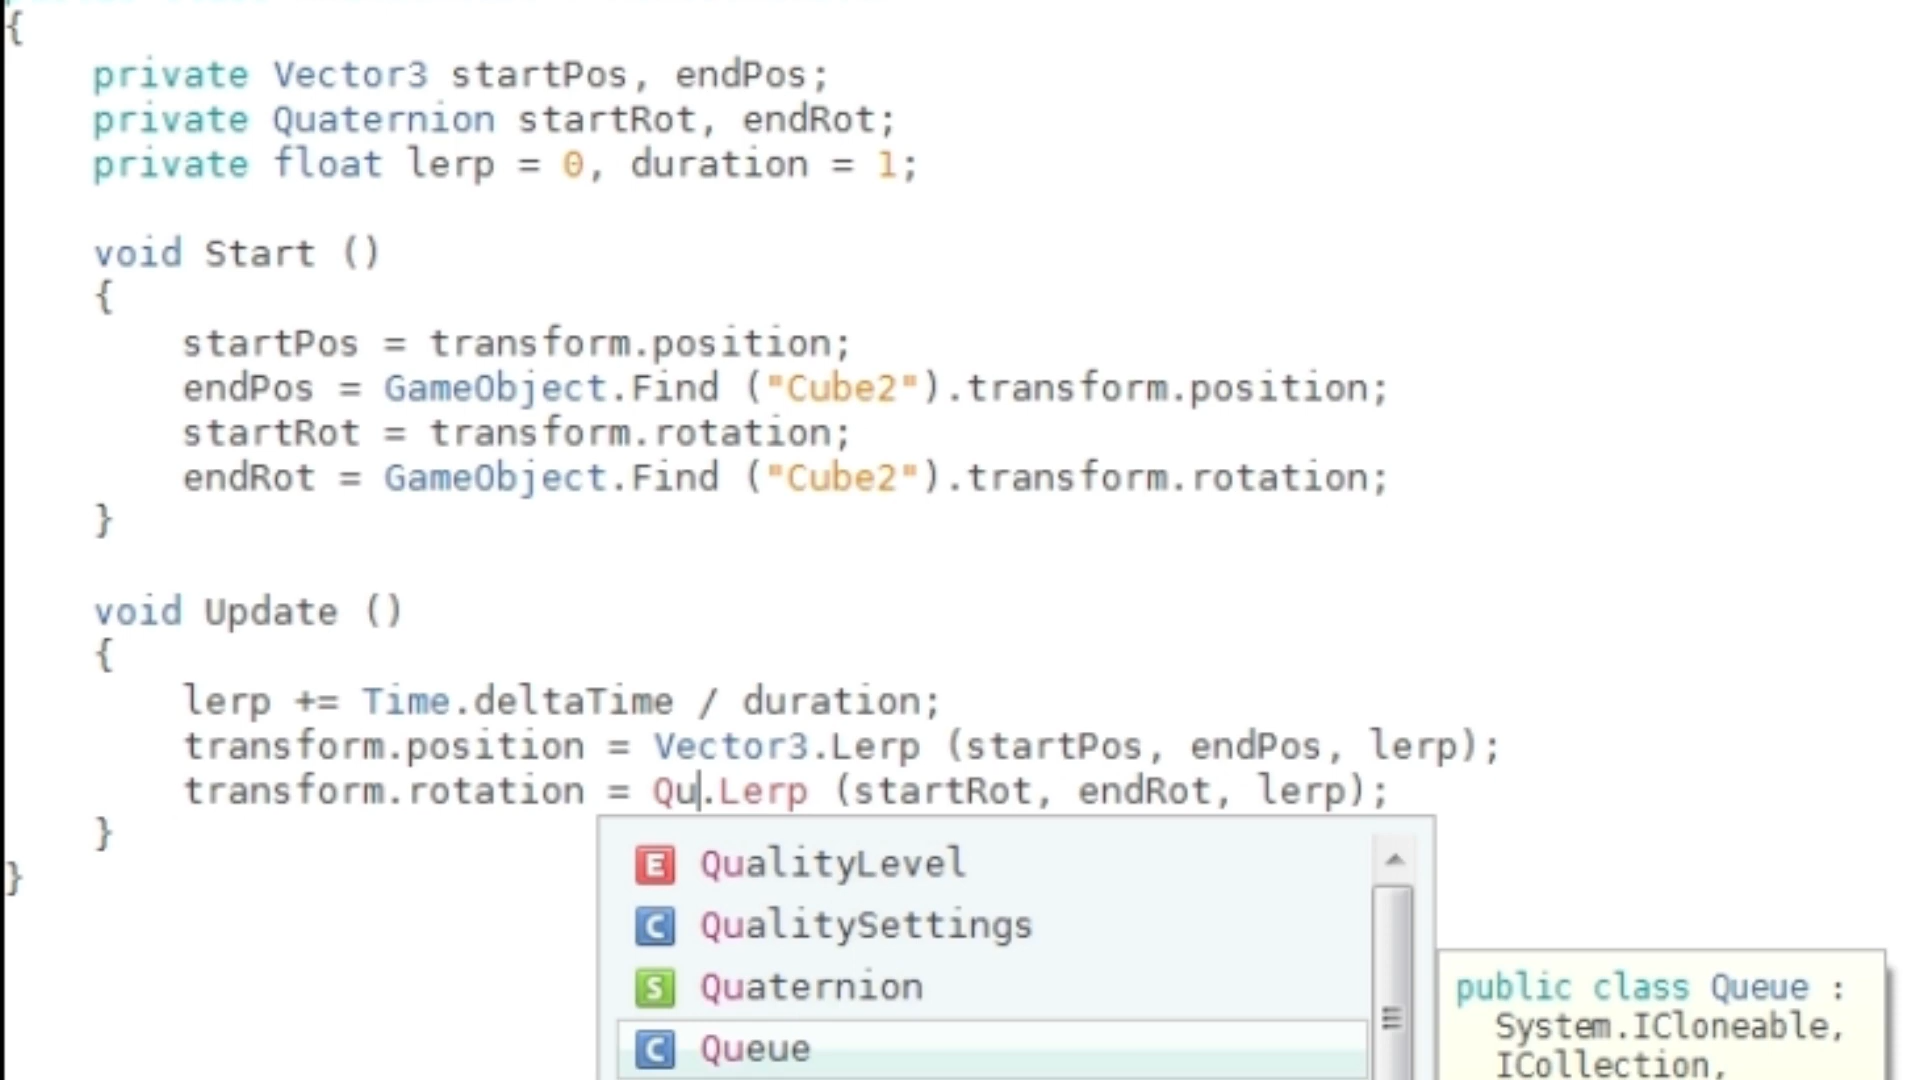 {
private Vector3 startPos, endPos;
private Quaternion startRot, endRot;
private float lerp = 0, duration = 1;
void Start ()
{
startPos = transform.position;
endPos = GameObject.Find ("Cube2").transform.position;
startRot = transform.rotation;
endRot = GameObject.Find ("Cube2").transform.rotation;
}
void Update ()
{
lerp += Time.deltaTime / duration;
transform.position = Vector3.Lerp (startPos, endPos, lerp);
transform.rotation = Qu.Lerp (startRot, endRot, lerp);
}
}
E QualityLevel
C QualitySettings
S Quaternion
C Queue
public class Queue :
System.ICloneable,
ICollection,